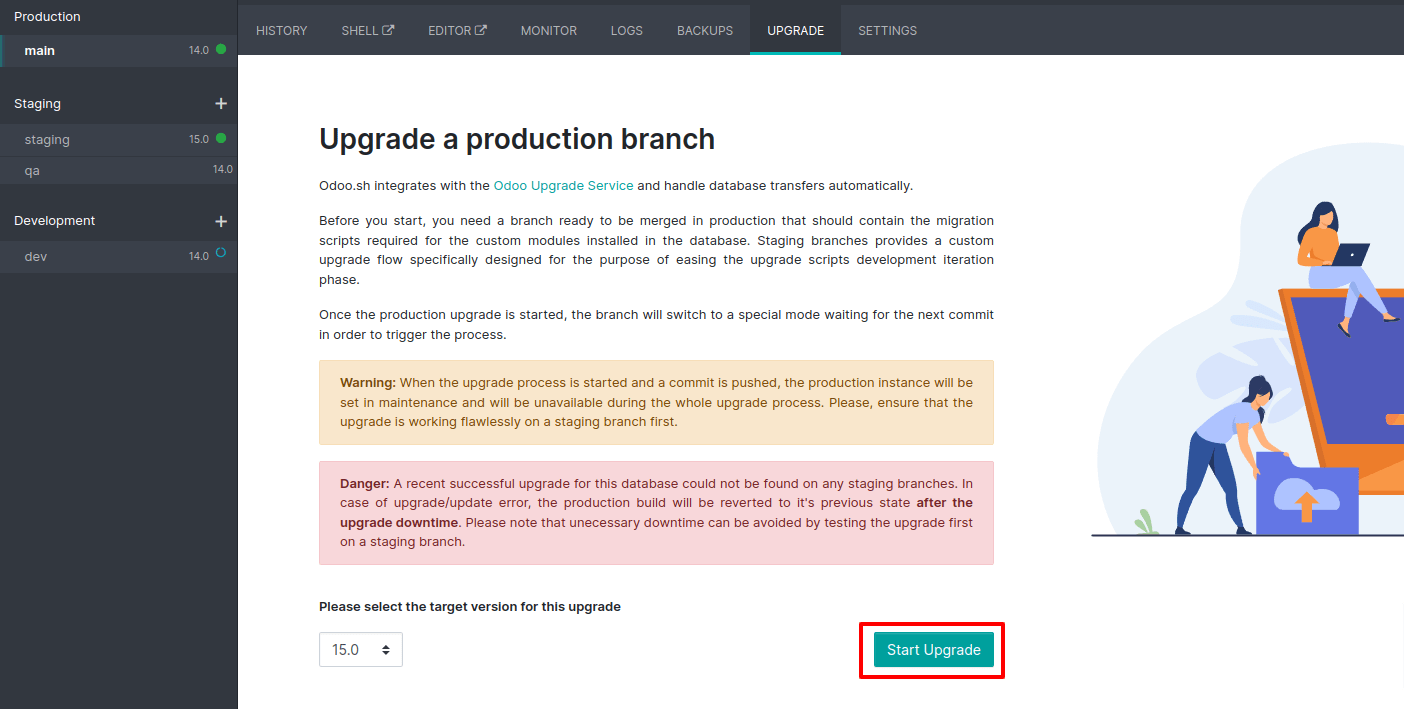 Production
main 14.0
Staging
staging 15.0
qa 14.0
Development
dev 14.0
HISTORY SHELL EDITOR MONITOR LOGS BACKUPS UPGRADE SETTINGS
Upgrade a production branch
Odoo.sh integrates with the Odoo Upgrade Service and handle database transfers automatically.
Before you start, you need a branch ready to be merged in production that should contain the migration
scripts required for the custom modules installed in the database. Staging branches provides a custom
upgrade flow specifically designed for the purpose of easing the upgrade scripts development iteration
phase.
Once the production upgrade is started, the branch will switch to a special mode waiting for the next commit
in order to trigger the process.
Warning: When the upgrade process is started and a commit is pushed, the production instance will be
set in maintenance and will be unavailable during the whole upgrade process. Please, ensure that the
upgrade is working flawlessly on a staging branch first.
Danger: A recent successful upgrade for this database could not be found on any staging branches. In
case of upgrade/update error, the production build will be reverted to it's previous state after the
upgrade downtime. Please note that unecessary downtime can be avoided by testing the upgrade first
on a staging branch.
Please select the target version for this upgrade
15.0
Start Upgrade